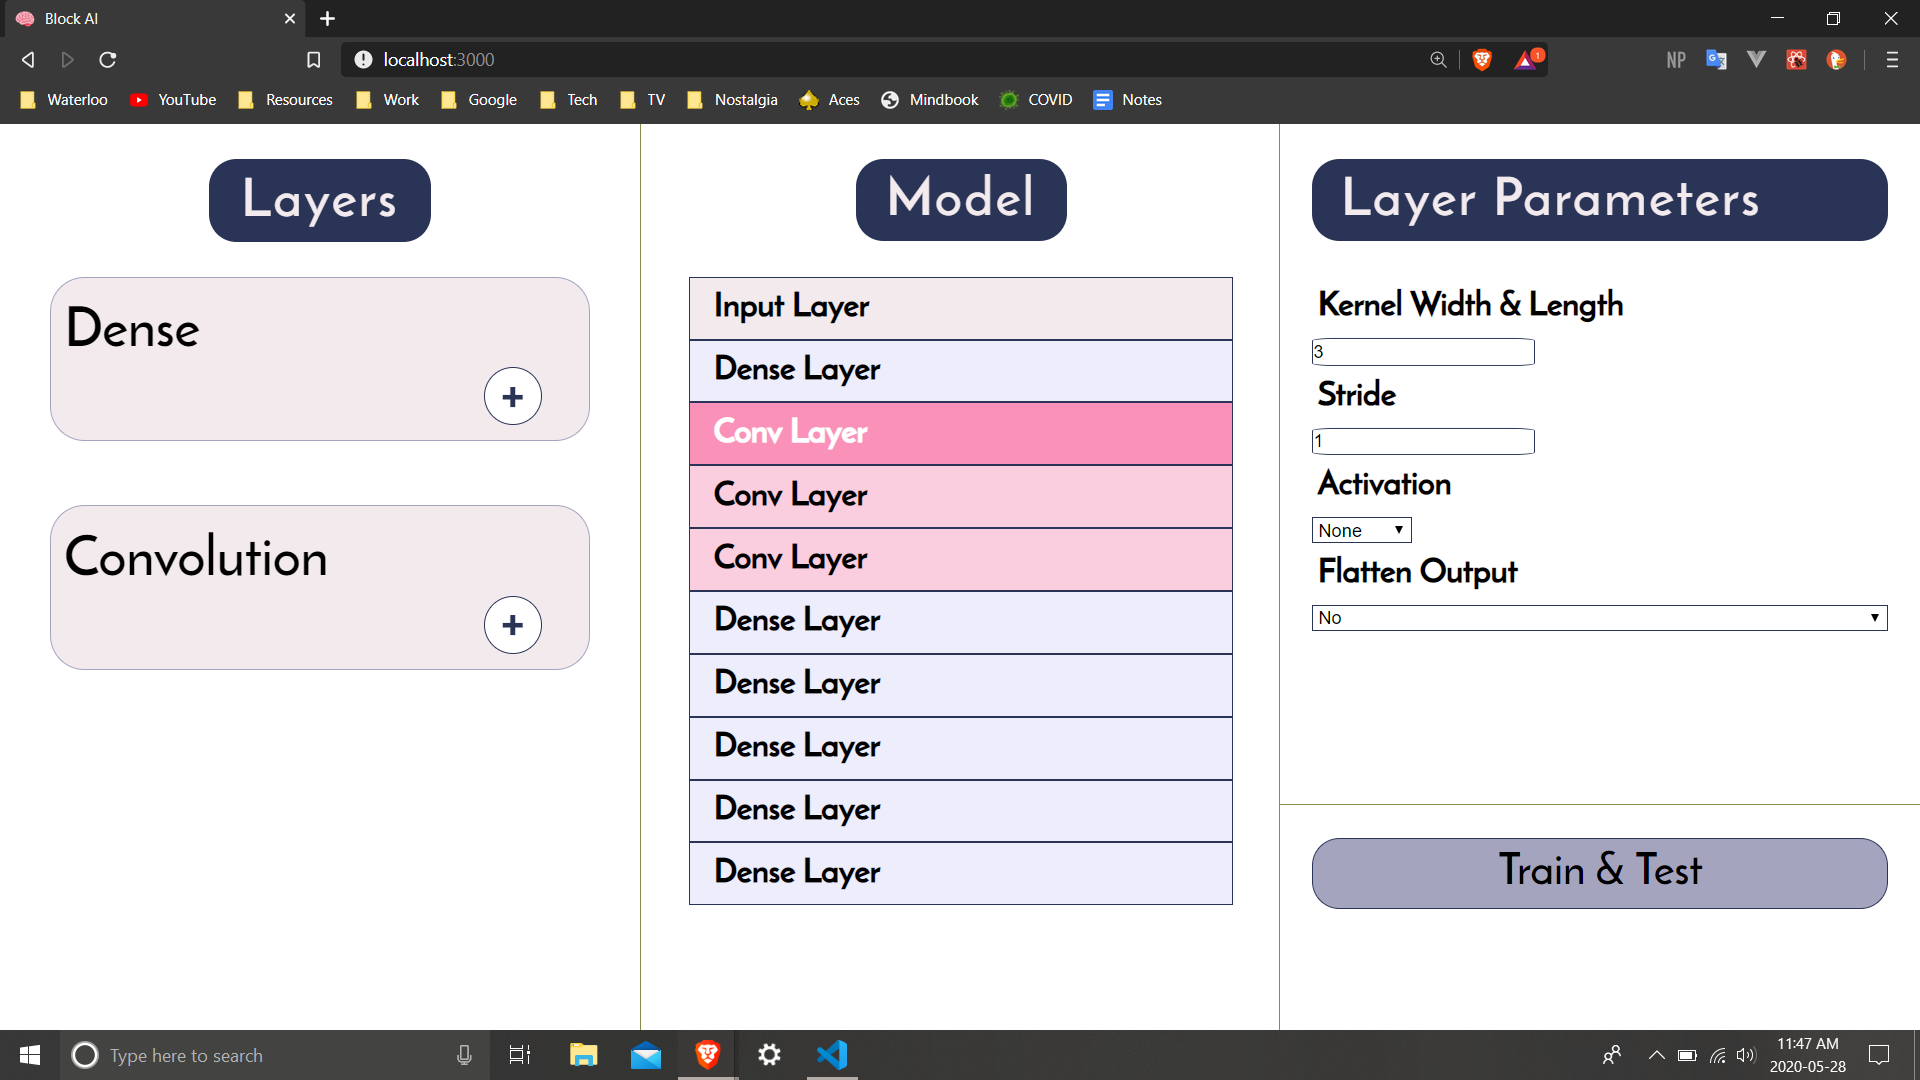 Block AI
localhost:3000
1
NP
Waterloo
YouTube
Resources
Work
Google
Tech
TV
Nostalgia
Aces
Mindbook
COVID
Notes
Layers
Dense
+
Convolution
+
Model
Input Layer
Dense Layer
Conv Layer
Conv Layer
Conv Layer
Dense Layer
Dense Layer
Dense Layer
Dense Layer
Dense Layer
Layer Parameters
Kernel Width & Length
3
Stride
1
Activation
None
Flatten Output
No
Train & Test
Type here to search
11:47 AM
2020-05-28